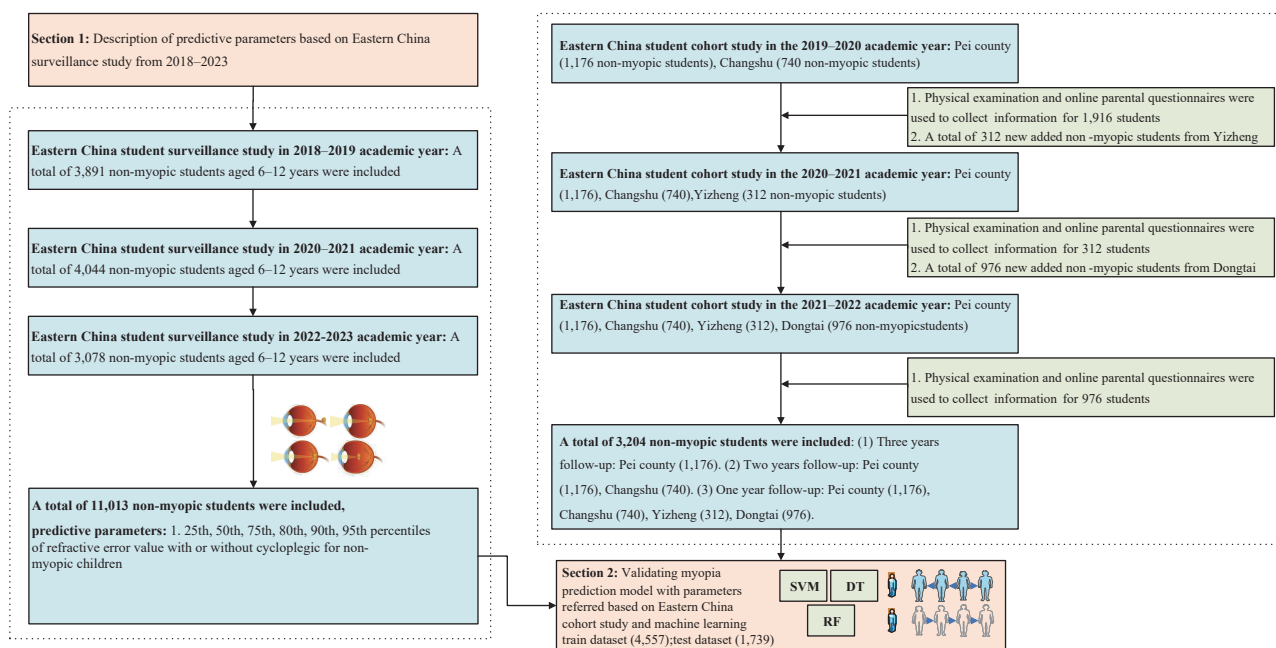 Section 1: Description of predictive parameters based on Eastern China
surveillance study from 2018–2023
Eastern China student surveillance study in 2018–2019 academic year: A
total of 3,891 non-myopic students aged 6–12 years were included
Eastern China student surveillance study in 2020–2021 academic year: A
total of 4,044 non-myopic students aged 6–12 years were included
Eastern China student surveillance study in 2022-2023 academic year: A
total of 3,078 non-myopic students aged 6–12 years were included
A total of 11,013 non-myopic students were included,
predictive parameters: 1. 25th, 50th, 75th, 80th, 90th, 95th percentiles
of refractive error value with or without cycloplegic for non-
myopic children
Eastern China student cohort study in the 2019–2020 academic year: Pei county
(1,176 non-myopic students), Changshu (740 non-myopic students)
1. Physical examination and online parental questionnaires were
used to collect information for 1,916 students
2. A total of 312 new added non -myopic students from Yizheng
Eastern China student cohort study in the 2020–2021 academic year: Pei county
(1,176), Changshu (740),Yizheng (312 non-myopic students)
1. Physical examination and online parental questionnaires were
used to collect information for 312 students
2. A total of 976 new added non -myopic students from Dongtai
Eastern China student cohort study in the 2021–2022 academic year: Pei county
(1,176), Changshu (740), Yizheng (312), Dongtai (976 non-myopicstudents)
1. Physical examination and online parental questionnaires were
used to collect information for 976 students
A total of 3,204 non-myopic students were included: (1) Three years
follow-up: Pei county (1,176). (2) Two years follow-up: Pei county
(1,176), Changshu (740). (3) One year follow-up: Pei county (1,176),
Changshu (740), Yizheng (312), Dongtai (976).
Section 2: Validating myopia
prediction model with parameters
referred based on Eastern China
cohort study and machine learning
train dataset (4,557);test dataset (1,739)
SVM
DT
RF